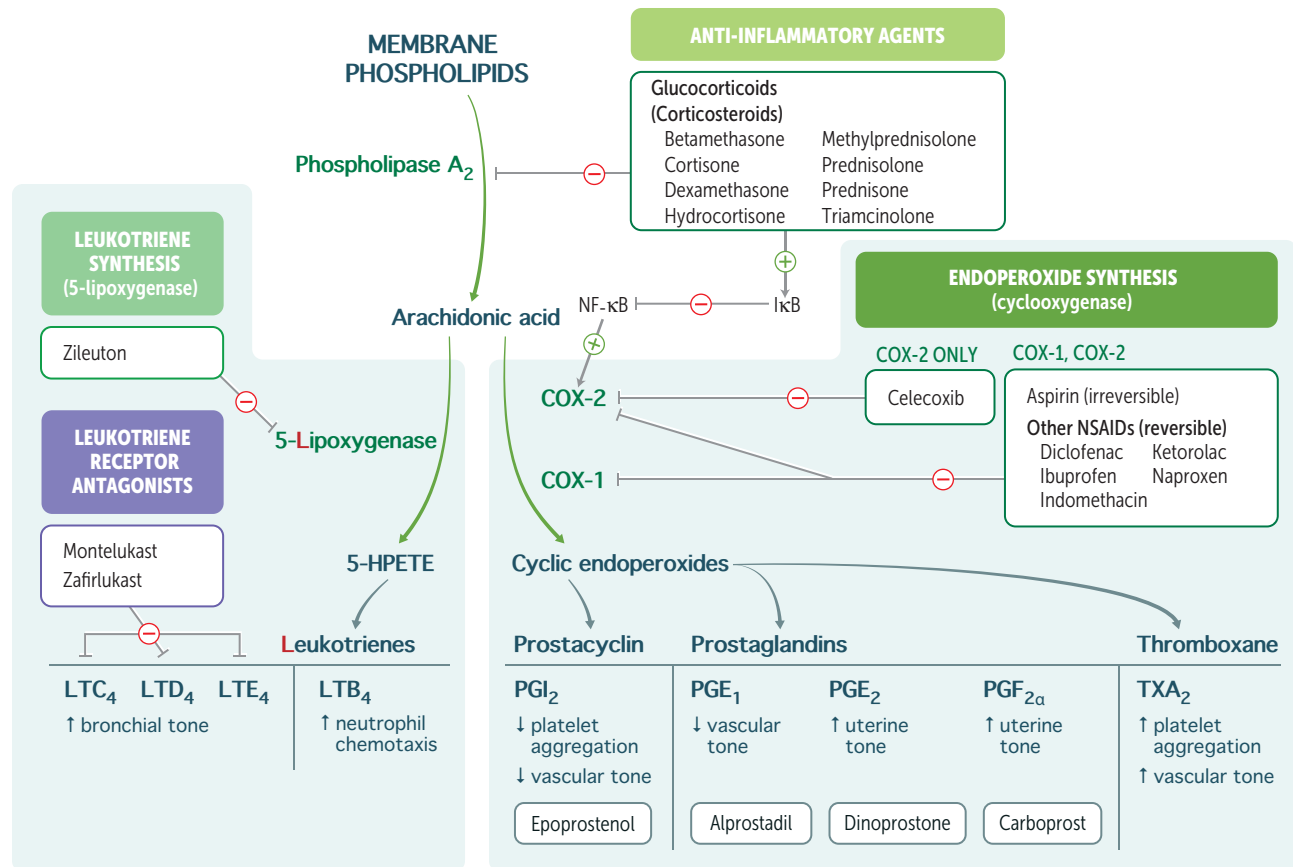 MEMBRANE
PHOSPHOLIPIDS
ANTI-INFLAMMATORY AGENTS
Glucocorticoids
(Corticosteroids)
Betamethasone Methylprednisolone
Cortisone Prednisolone
Dexamethasone Prednisone
Hydrocortisone Triamcinolone
Phospholipase A₂
−
+
LEUKOTRIENE
SYNTHESIS
(5-lipoxygenase)
Zileuton
−
Arachidonic acid
NF-κB − IκB
+
ENDOPEROXIDE SYNTHESIS
(cyclooxygenase)
COX-2 ONLY
Celecoxib
COX-1, COX-2
Aspirin (irreversible)
Other NSAIDs (reversible)
Diclofenac Ketorolac
Ibuprofen Naproxen
Indomethacin
COX-2 −
COX-1 −
5-Lipoxygenase
LEUKOTRIENE
RECEPTOR
ANTAGONISTS
Montelukast
Zafirlukast
−
5-HPETE
Cyclic endoperoxides
Leukotrienes
Prostacyclin
Prostaglandins
Thromboxane
LTC₄ LTD₄ LTE₄
↑ bronchial tone
LTB₄
↑ neutrophil
chemotaxis
PGI₂
↓ platelet
aggregation
↓ vascular tone
Epoprostenol
PGE₁
↓ vascular
tone
Alprostadil
PGE₂
↑ uterine
tone
Dinoprostone
PGF₂α
↑ uterine
tone
Carboprost
TXA₂
↑ platelet
aggregation
↑ vascular tone